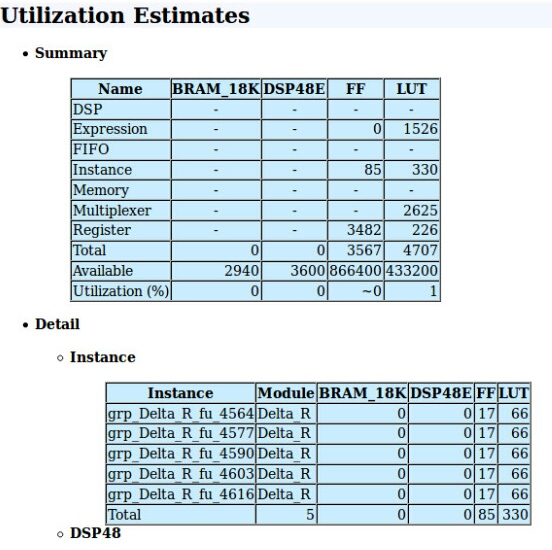 Utilization Estimates
Summary
Name BRAM_18K DSP48E FF LUT
DSP - - - -
Expression - - 0 1526
FIFO - - - -
Instance - - 85 330
Memory - - - -
Multiplexer - - - 2625
Register - - 3482 226
Total 0 0 3567 4707
Available 2940 3600 866400 433200
Utilization (%) 0 0 ~0 1
Detail
Instance
Instance Module BRAM_18K DSP48E FF LUT
grp_Delta_R_fu_4564 Delta_R 0 0 17 66
grp_Delta_R_fu_4577 Delta_R 0 0 17 66
grp_Delta_R_fu_4590 Delta_R 0 0 17 66
grp_Delta_R_fu_4603 Delta_R 0 0 17 66
grp_Delta_R_fu_4616 Delta_R 0 0 17 66
Total 5 0 0 85 330
DSP48